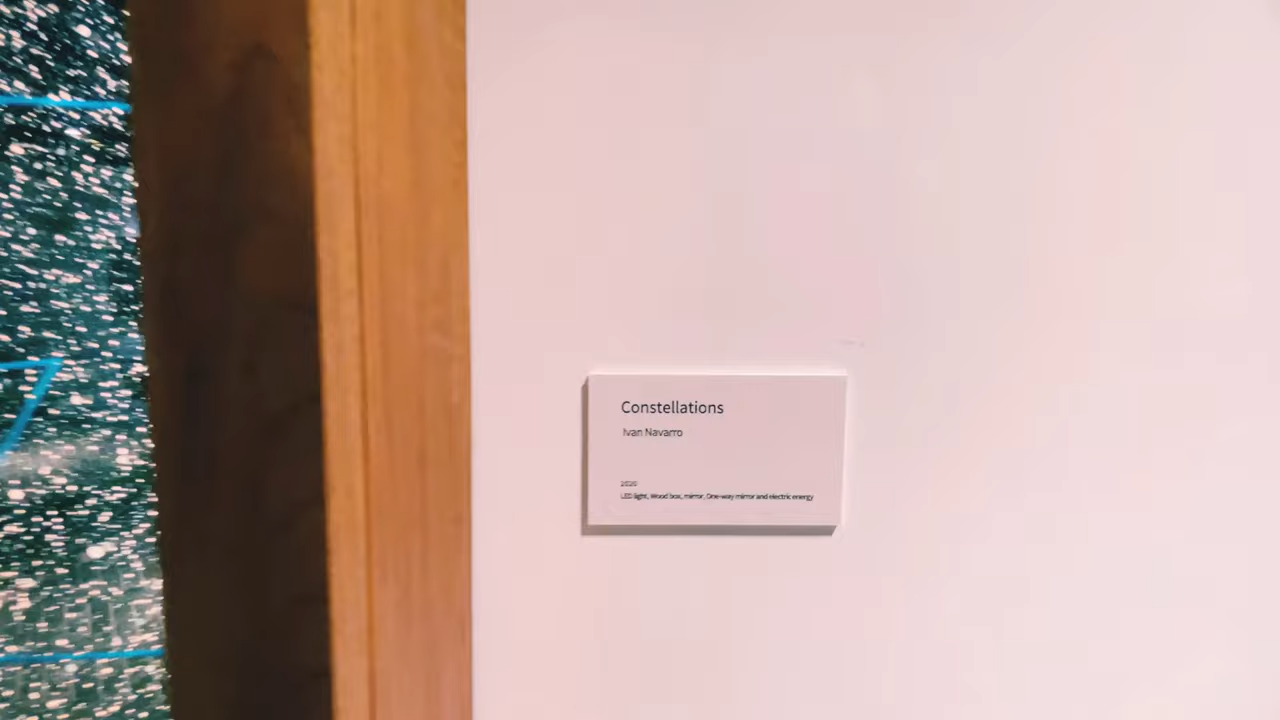 Constellations
Ivan Navarro
2020
LED light, Wood box, mirror, One-way mirror and electric energy